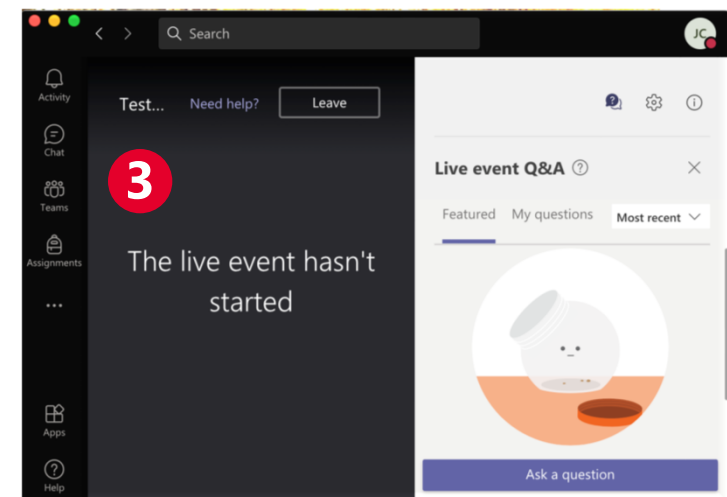 Search
JC
Activity
Chat
Teams
Assignments
Apps
Help
Test... Need help? Leave
3
The live event hasn't
started
Live event Q&A
Featured My questions Most recent
Ask a question